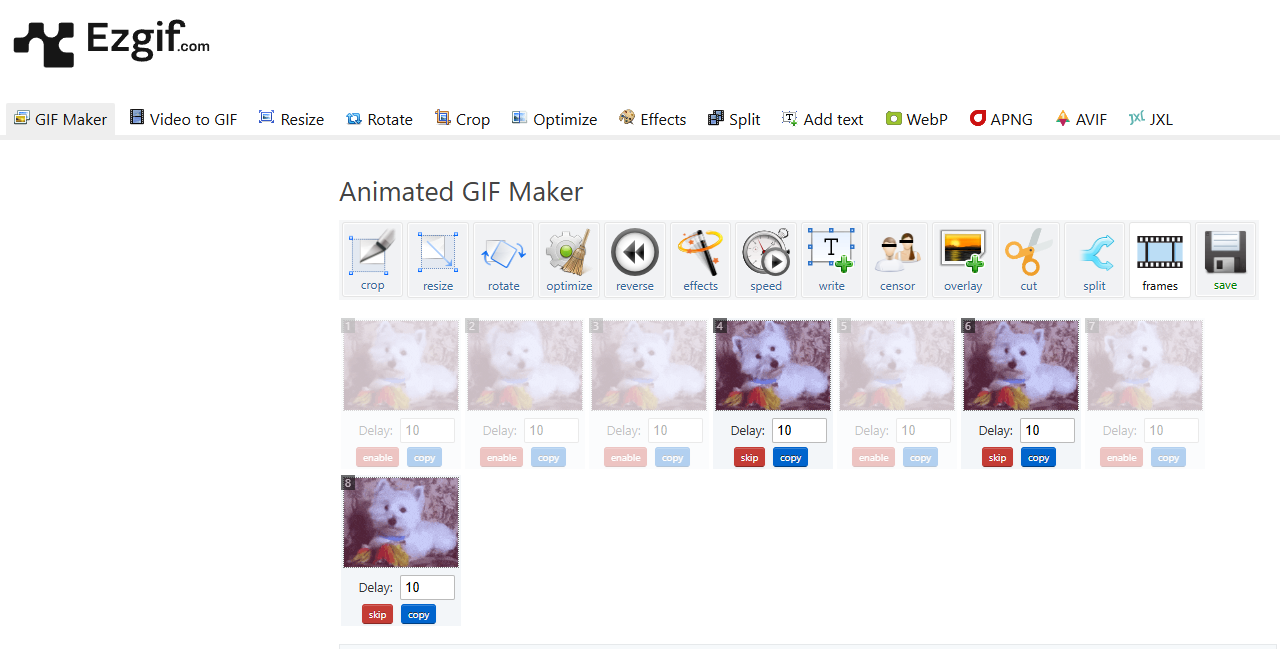 Ezgif.com
GIF Maker Video to GIF Resize Rotate Crop Optimize Effects Split Add text WebP APNG AVIF JXL JXL
Animated GIF Maker
T
crop resize rotate optimize reverse effects speed write censor overlay cut split frames save
1 2 3 4 5 6 7
Delay: 10 Delay: 10 Delay: 10 Delay: 10 Delay: 10 Delay: 10 Delay: 10
enable copy enable copy enable copy skip copy enable copy skip copy enable copy
8
Delay: 10
skip copy